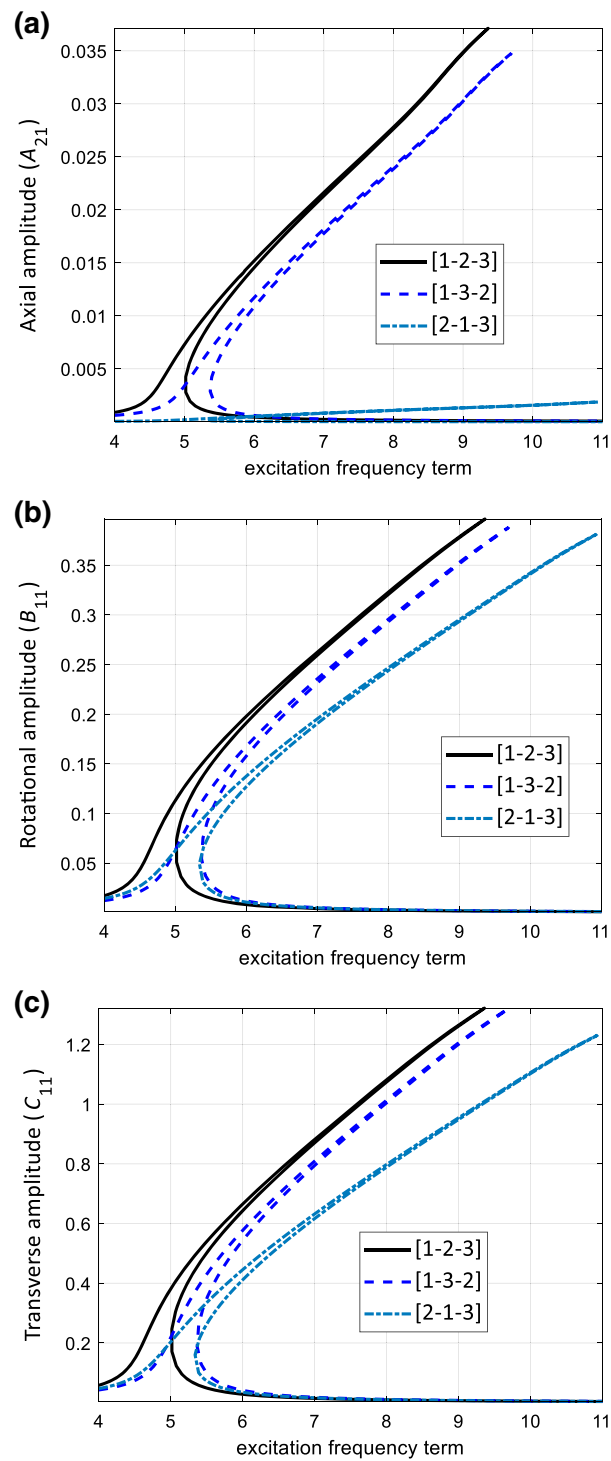 (a)
Axial amplitude (A21)
0.035
0.03
0.025
0.02
0.015
0.01
0.005
[1-2-3]
[1-3-2]
[2-1-3]
4 5 6 7 8 9 10 11
excitation frequency term
(b)
Rotational amplitude (B11)
0.35
0.3
0.25
0.2
0.15
0.1
0.05
[1-2-3]
[1-3-2]
[2-1-3]
4 5 6 7 8 9 10 11
excitation frequency term
(c)
Transverse amplitude (C11)
1.2
1
0.8
0.6
0.4
0.2
[1-2-3]
[1-3-2]
[2-1-3]
4 5 6 7 8 9 10 11
excitation frequency term